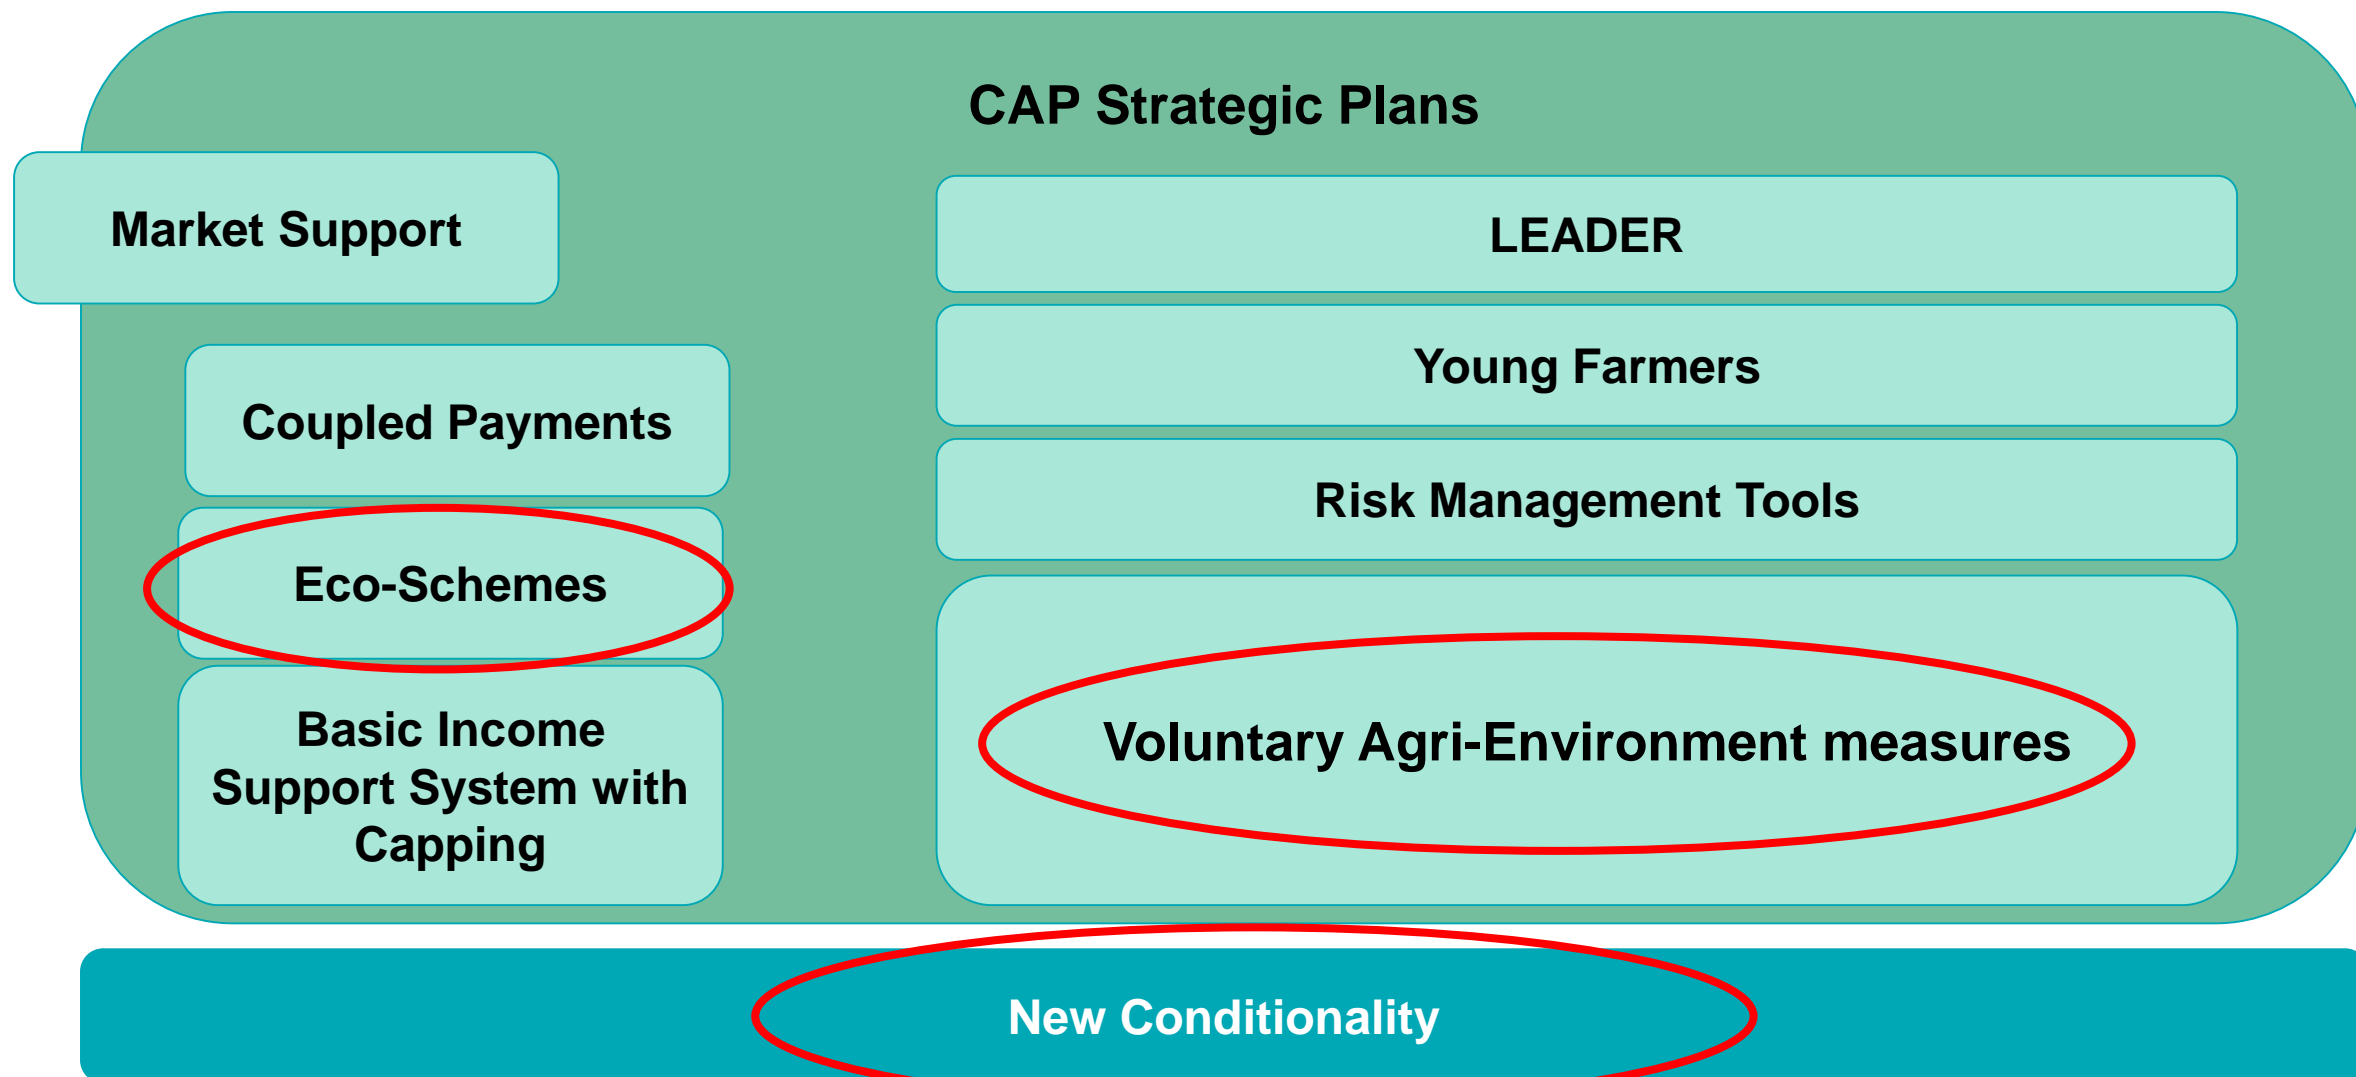 CAP Strategic Plans
Market Support
Coupled Payments
Eco-Schemes
Basic Income
Support System with
Capping
LEADER
Young Farmers
Risk Management Tools
Voluntary Agri-Environment measures
New Conditionality